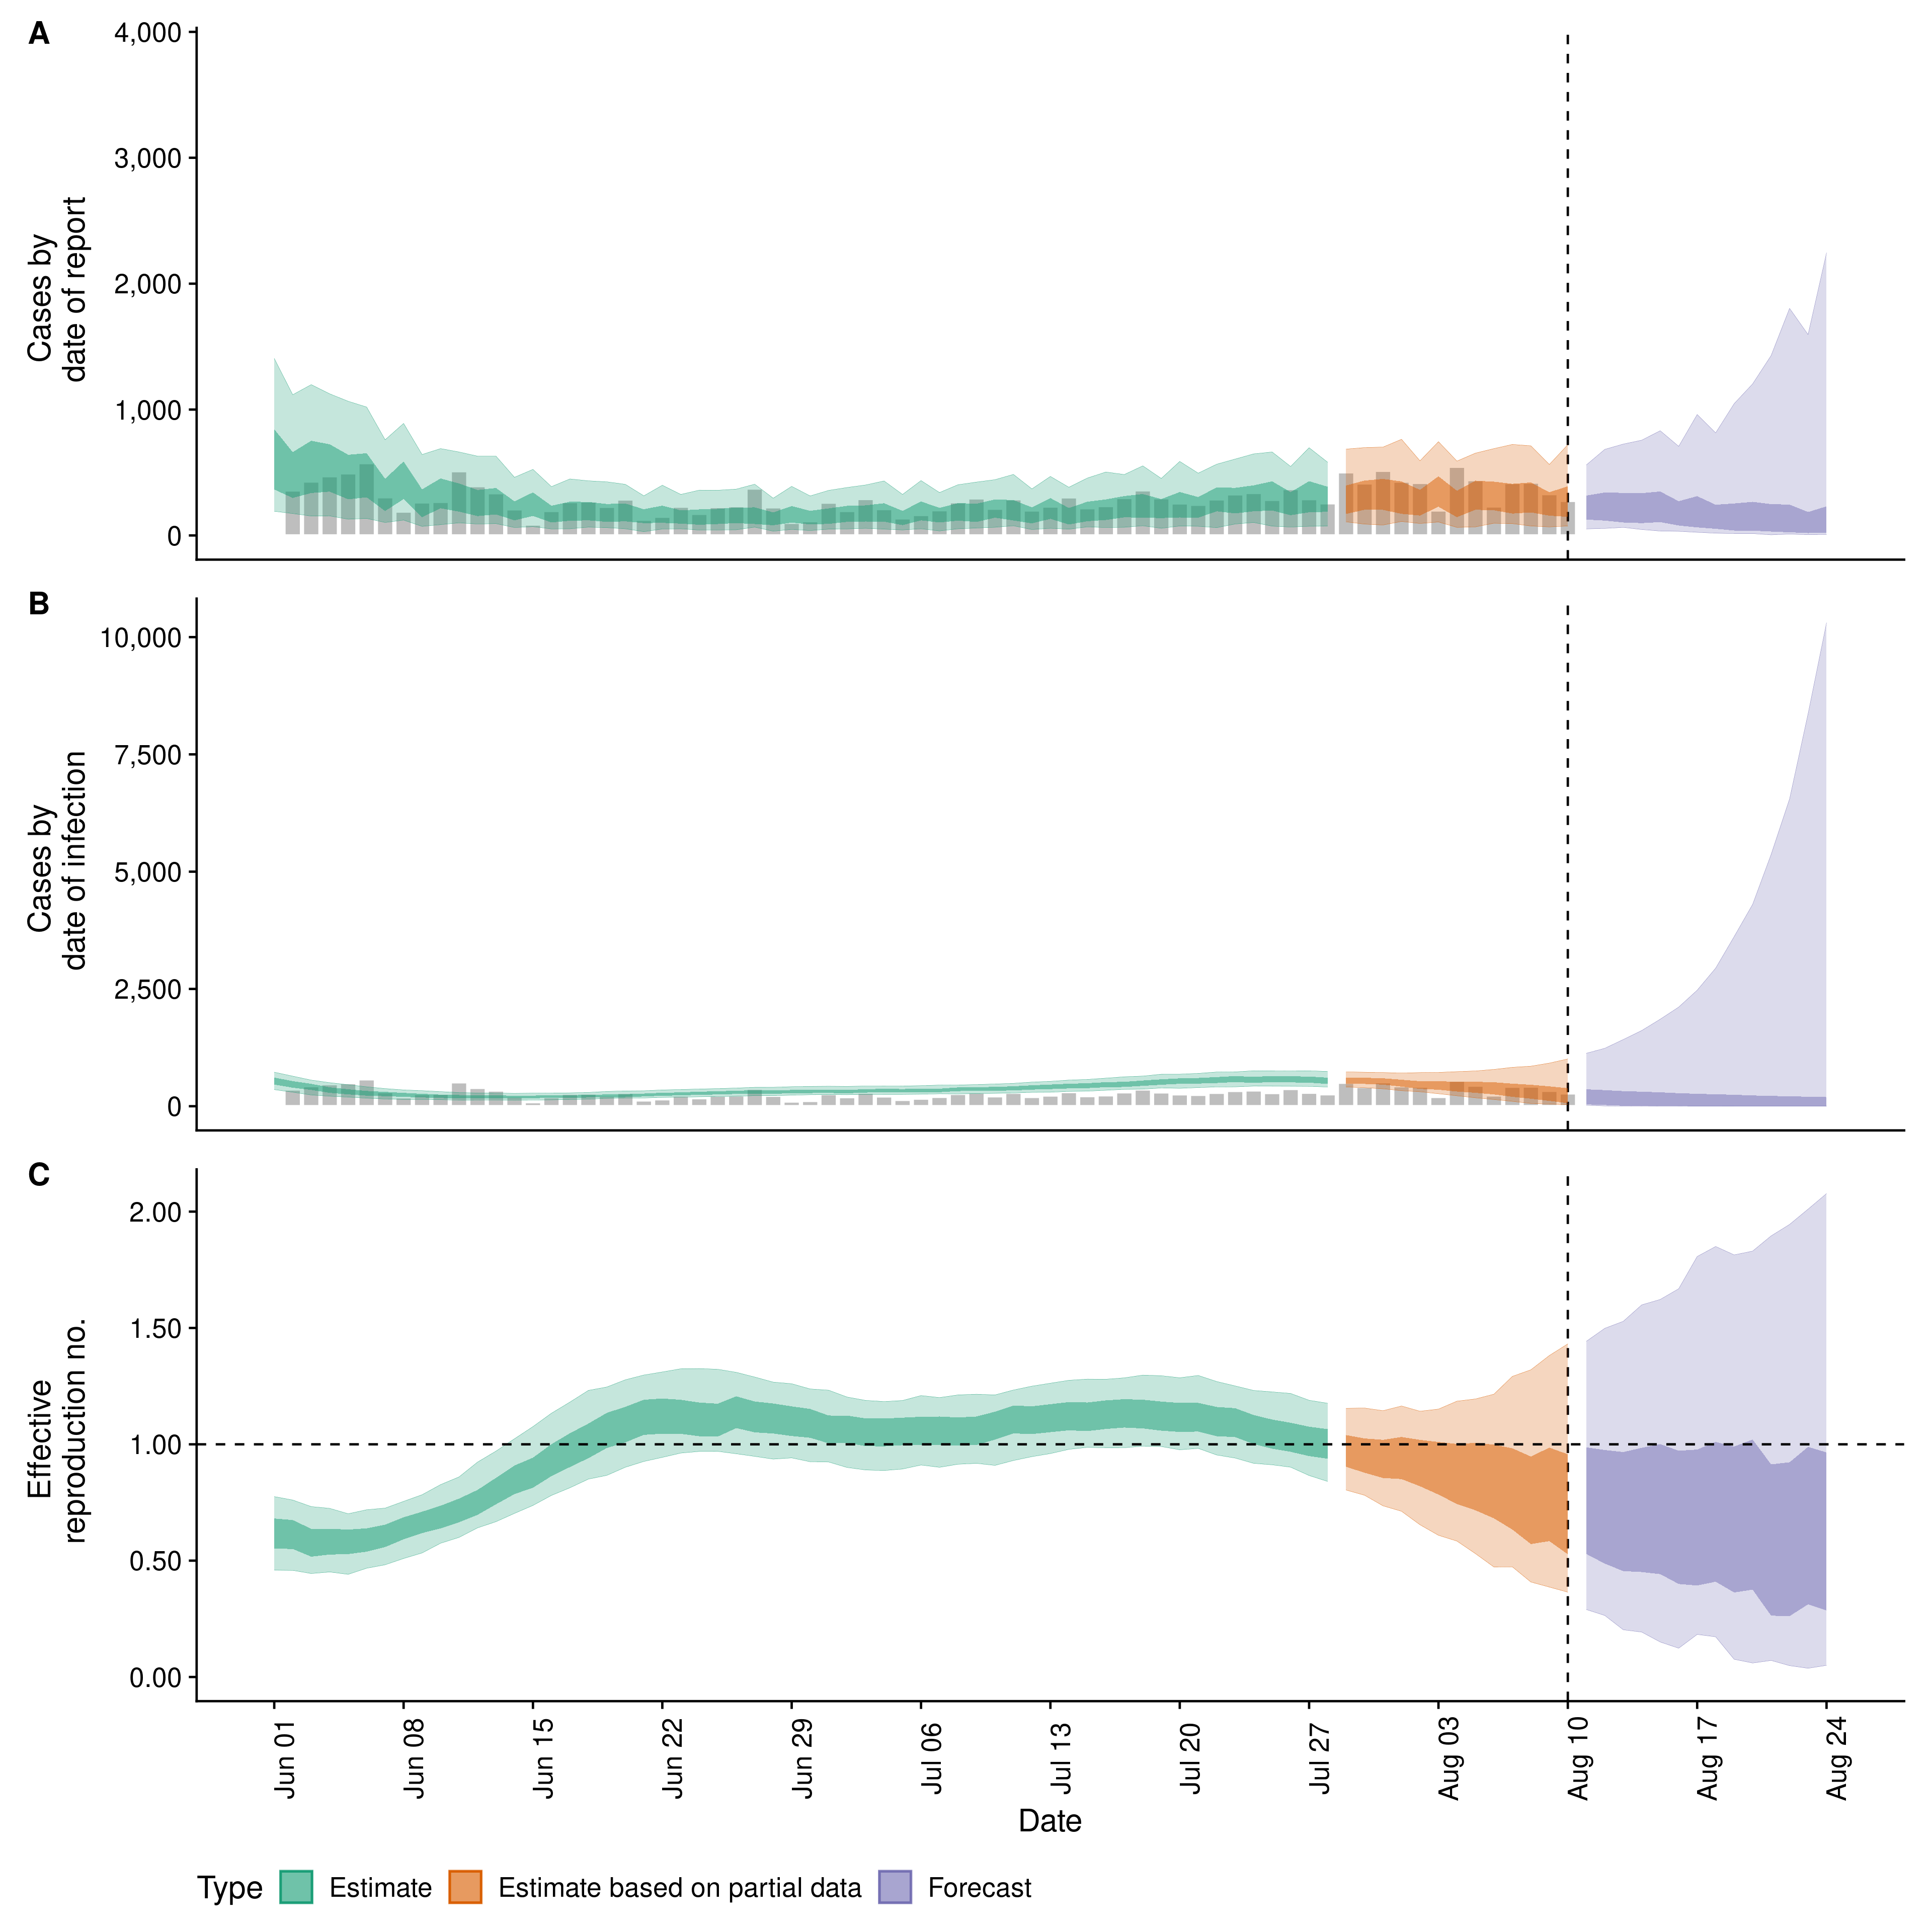 A
4,000
3,000
2,000
1,000
0
Cases by
date of report
B
10,000
7,500
5,000
2,500
0
Cases by
date of infection
C
2.00
1.50
1.00
0.50
0.00
Effective
reproduction no.
Jun 01
Jun 08
Jun 15
Jun 22
Jun 29
Jul 06
Jul 13
Jul 20
Jul 27
Aug 03
Aug 10
Aug 17
Aug 24
Date
Type Estimate Estimate based on partial data Forecast